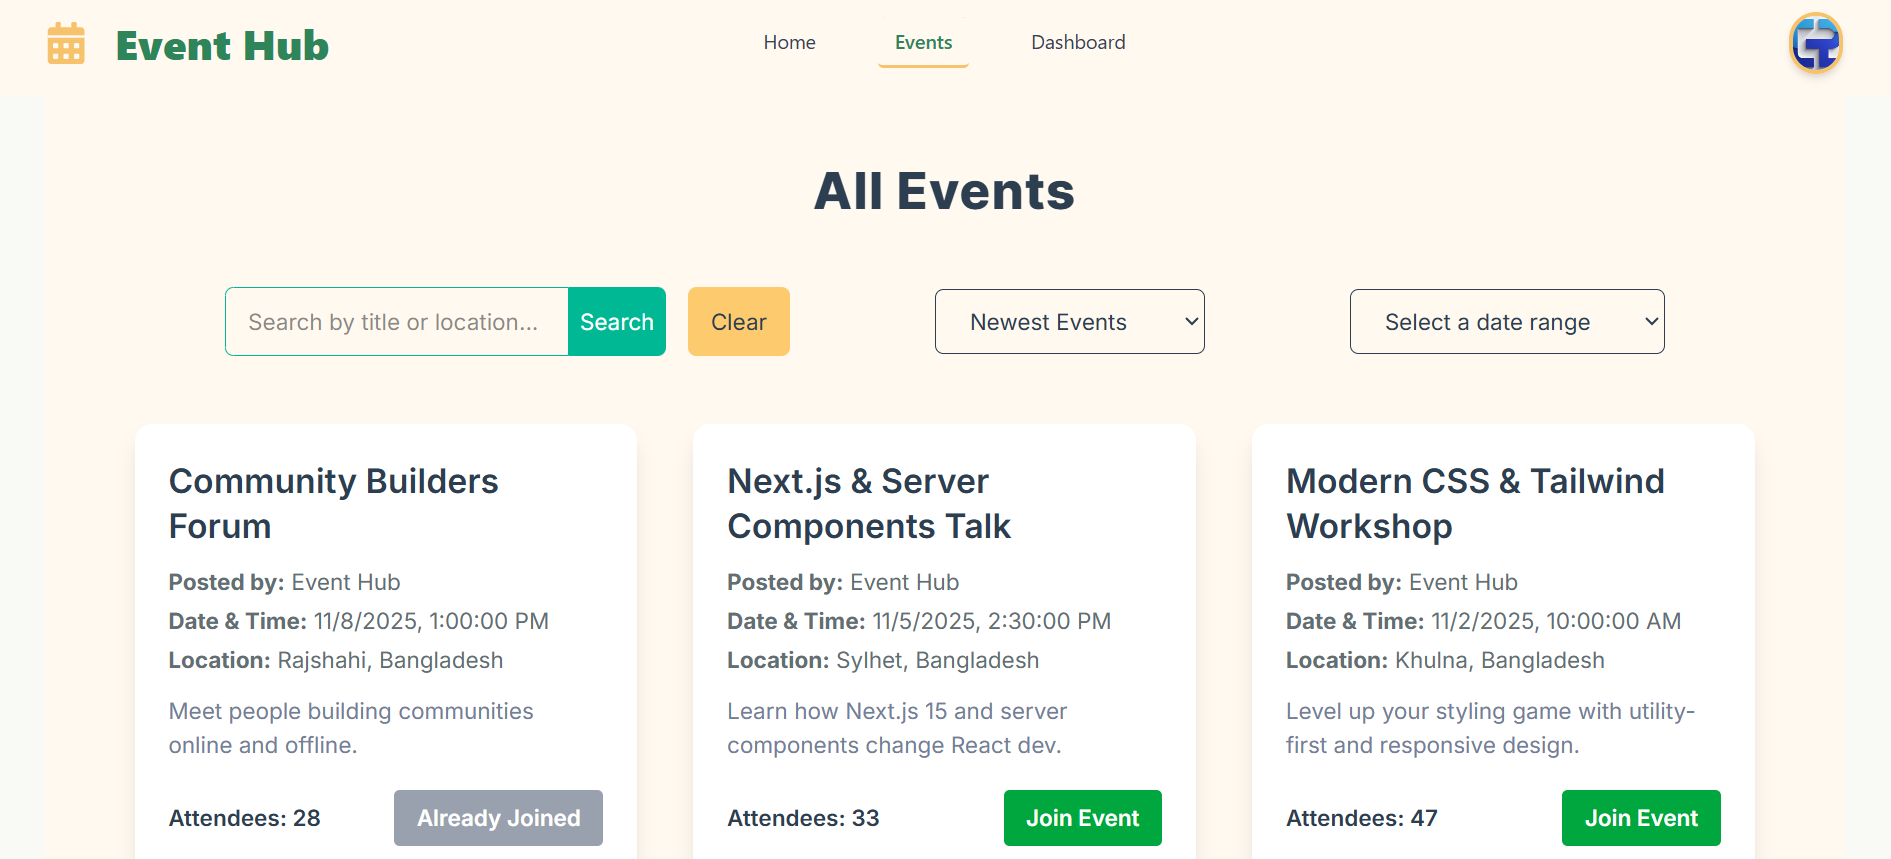 Event Hub
Home
Events
Dashboard
All Events
Search by title or location...
Search
Clear
Newest Events
Select a date range
Community Builders
Forum
Posted by: Event Hub
Date & Time: 11/8/2025, 1:00:00 PM
Location: Rajshahi, Bangladesh
Meet people building communities
online and offline.
Attendees: 28
Already Joined
Next.js & Server
Components Talk
Posted by: Event Hub
Date & Time: 11/5/2025, 2:30:00 PM
Location: Sylhet, Bangladesh
Learn how Next.js 15 and server
components change React dev.
Attendees: 33
Join Event
Modern CSS & Tailwind
Workshop
Posted by: Event Hub
Date & Time: 11/2/2025, 10:00:00 AM
Location: Khulna, Bangladesh
Level up your styling game with utility-
first and responsive design.
Attendees: 47
Join Event